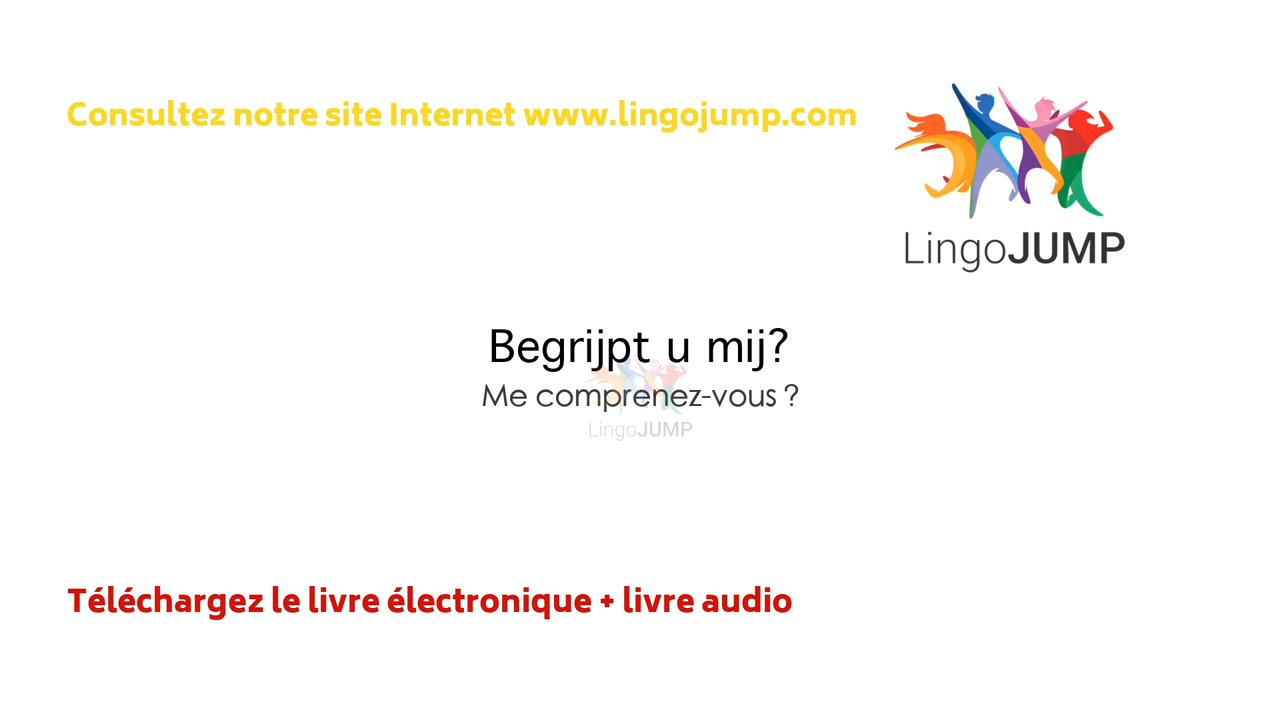 Consultez notre site Internet www.lingojump.com
LingoJUMP
Begrijpt u mij?
Me comprenez-vous ?
LingoJUMP
Téléchargez le livre électronique + livre audio